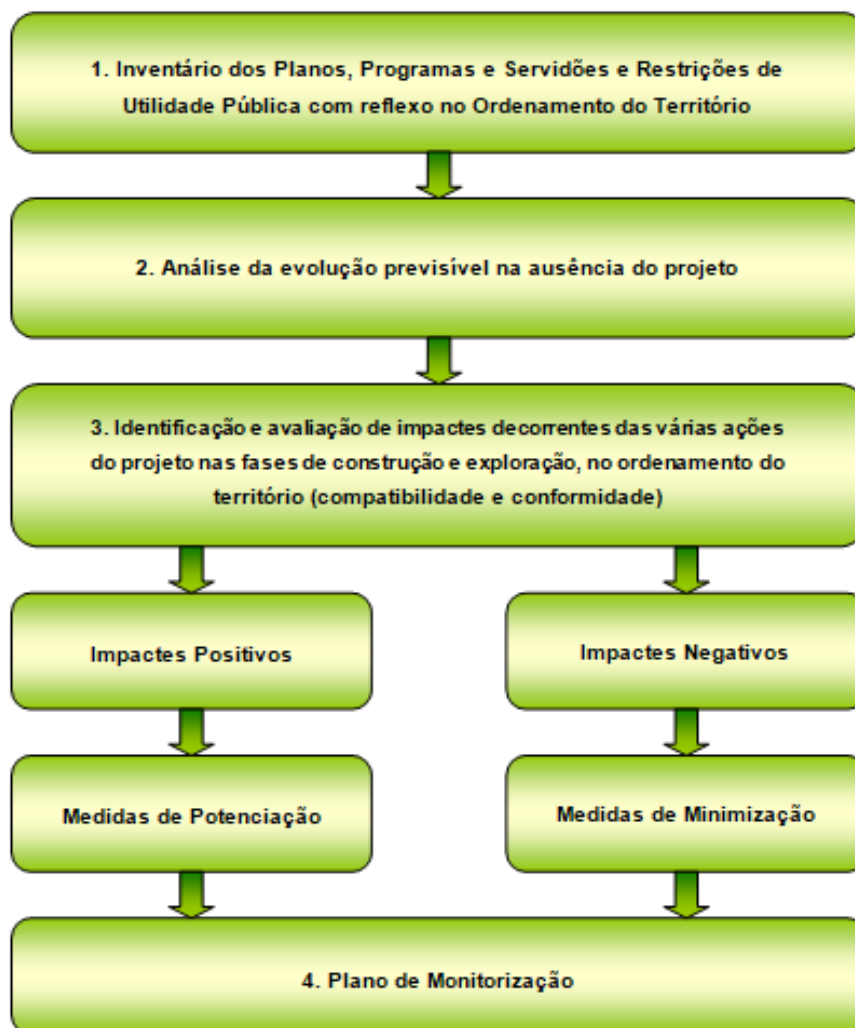 1. Inventário dos Planos, Programas e Servidões e Restrições de
Utilidade Pública com reflexo no Ordenamento do Território
2. Análise da evolução previsível na ausência do projeto
3. Identificação e avaliação de impactes decorrentes das várias ações
do projeto nas fases de construção e exploração, no ordenamento do
território (compatibilidade e conformidade)
Impactes Positivos
Impactes Negativos
Medidas de Potenciação
Medidas de Minimização
4. Plano de Monitorização